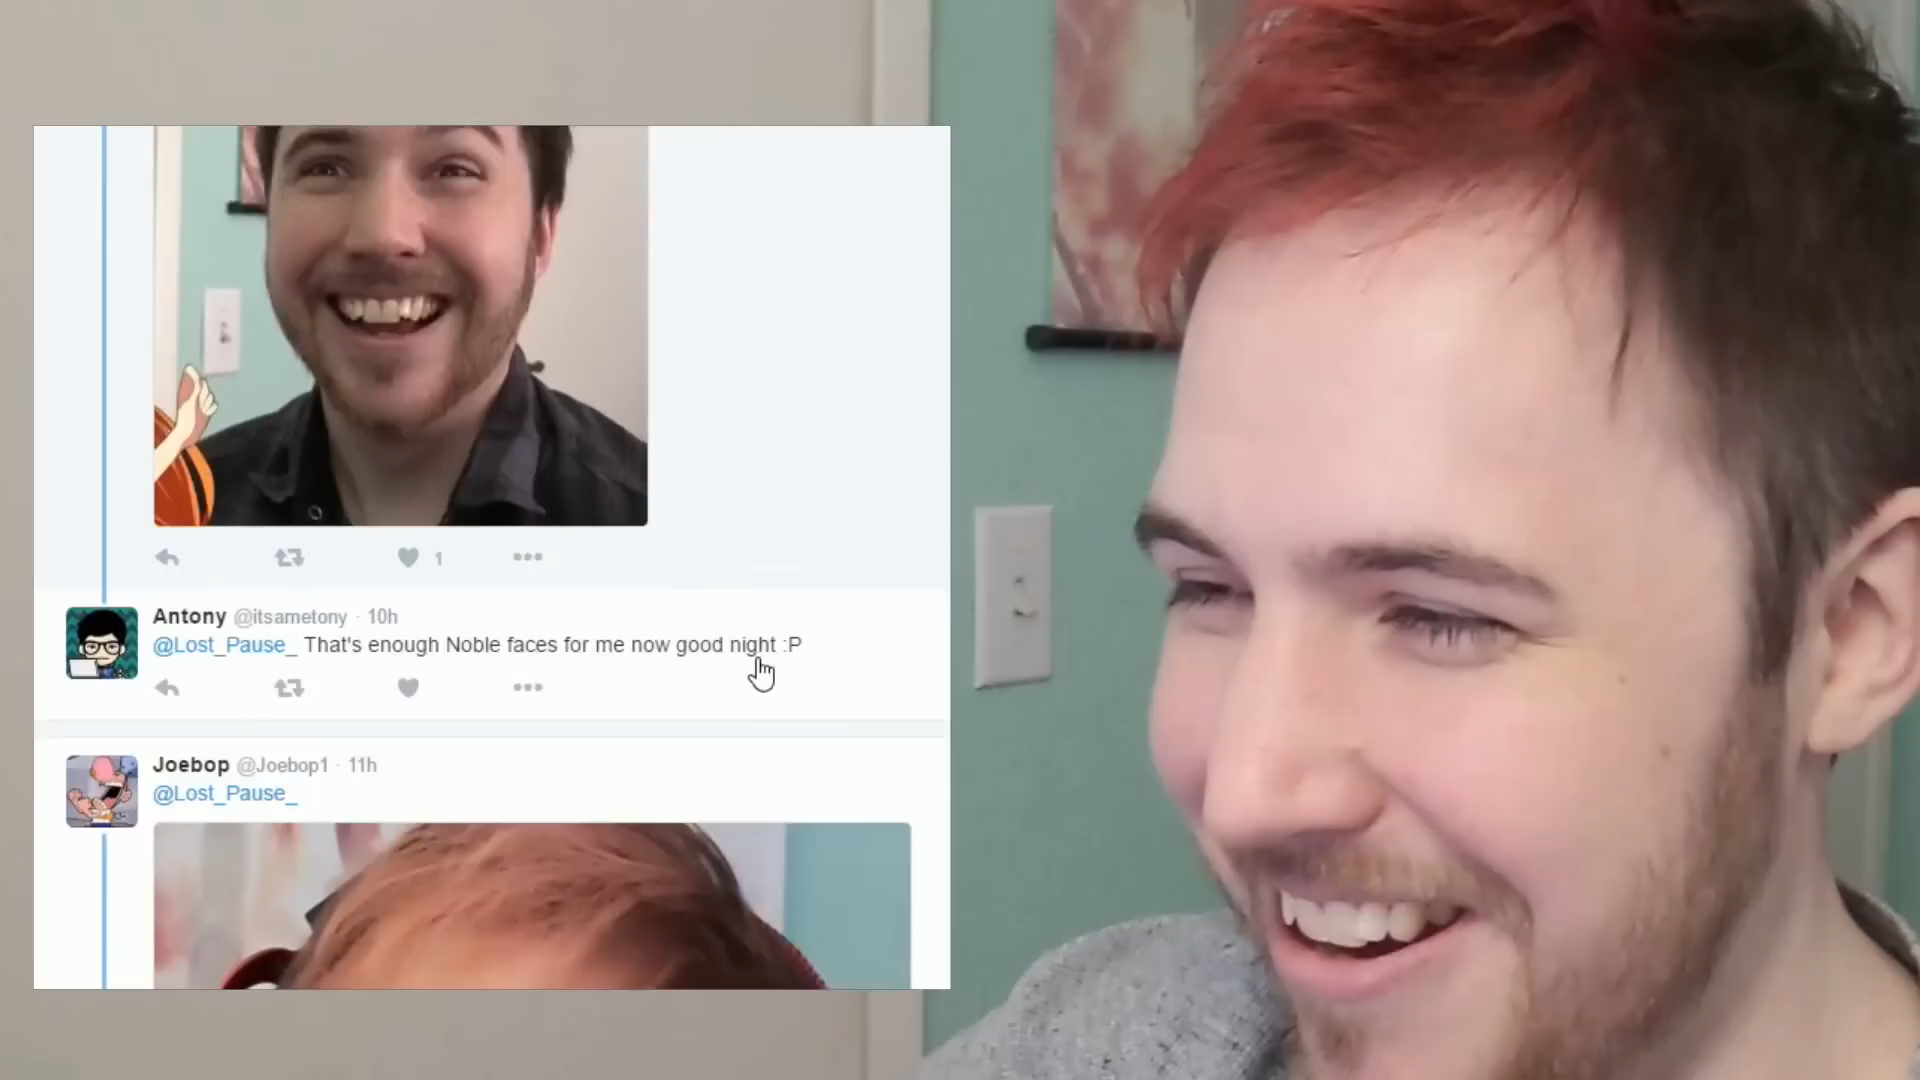 1
Antony @itsametony · 10h
@Lost_Pause_ That's enough Noble faces for me now good night :P
Joebop @Joebop1 · 11h
@Lost_Pause_